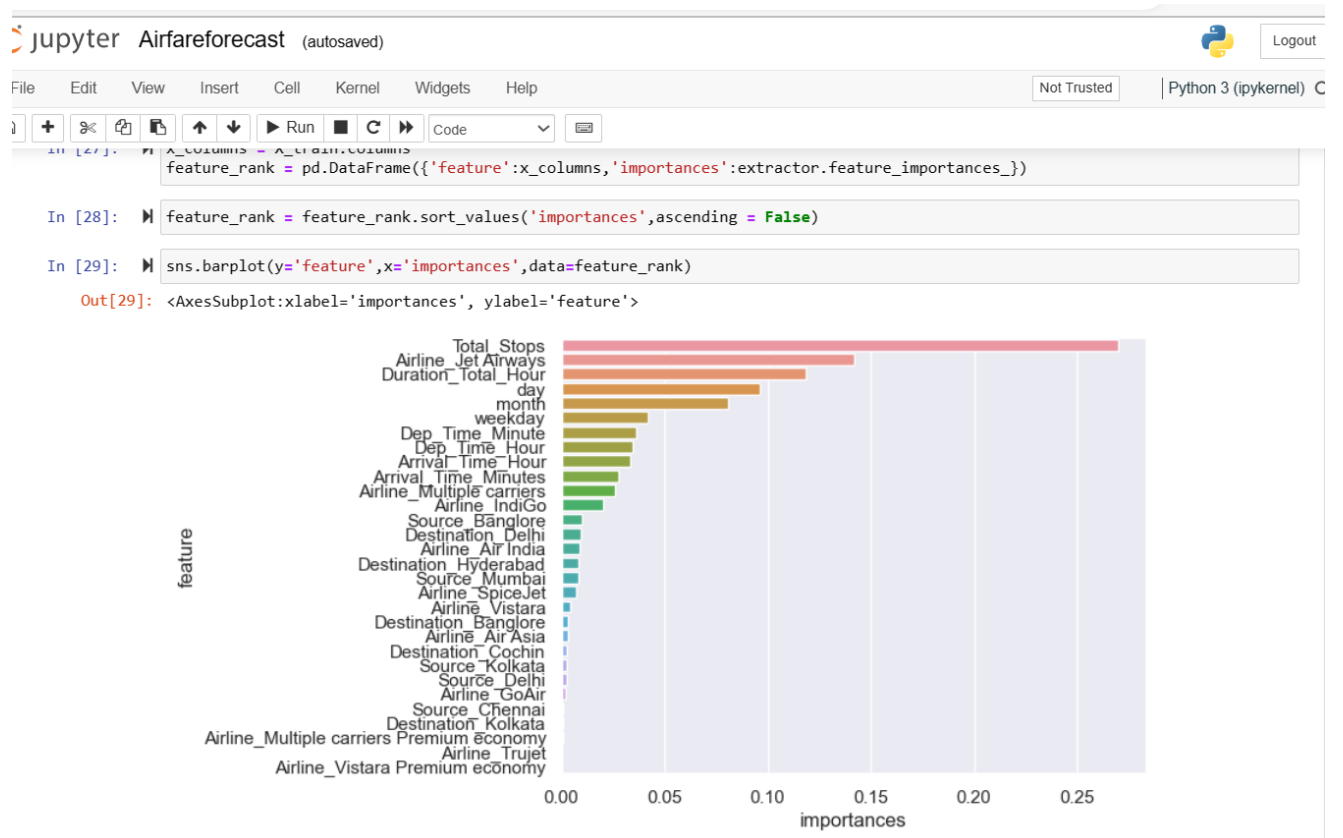 jupyter Airfareforecast (autosaved)
Logout
File Edit View Insert Cell Kernel Widgets Help
Not Trusted Python 3 (ipykernel)
Run Code
In [27]: x_columns = x_train.columns
feature_rank = pd.DataFrame({'feature':x_columns,'importances':extractor.feature_importances_})
In [28]: feature_rank = feature_rank.sort_values('importances',ascending = False)
In [29]: sns.barplot(y='feature',x='importances',data=feature_rank)
Out[29]: <AxesSubplot:xlabel='importances', ylabel='feature'>
Total_Stops
Airline_Jet Airways
Duration_Total_Hour
day
month
weekday
Dep_Time_Minute
Dep_Time_Hour
Arrival_Time_Hour
Arrival_Time_Minutes
Airline_Multiple carriers
Airline_IndiGo
Source_Banglore
Destination_Delhi
Airline_Air India
Destination_Hyderabad
Source_Mumbai
Airline_SpiceJet
Airline_Vistara
Destination_Banglore
Airline_Air Asia
Destination_Cochin
Source_Kolkata
Source_Delhi
Airline_GoAir
Source_Chennai
Destination_Kolkata
Airline_Multiple carriers Premium economy
Airline_Trujet
Airline_Vistara Premium economy
feature
0.00 0.05 0.10 0.15 0.20 0.25
importances